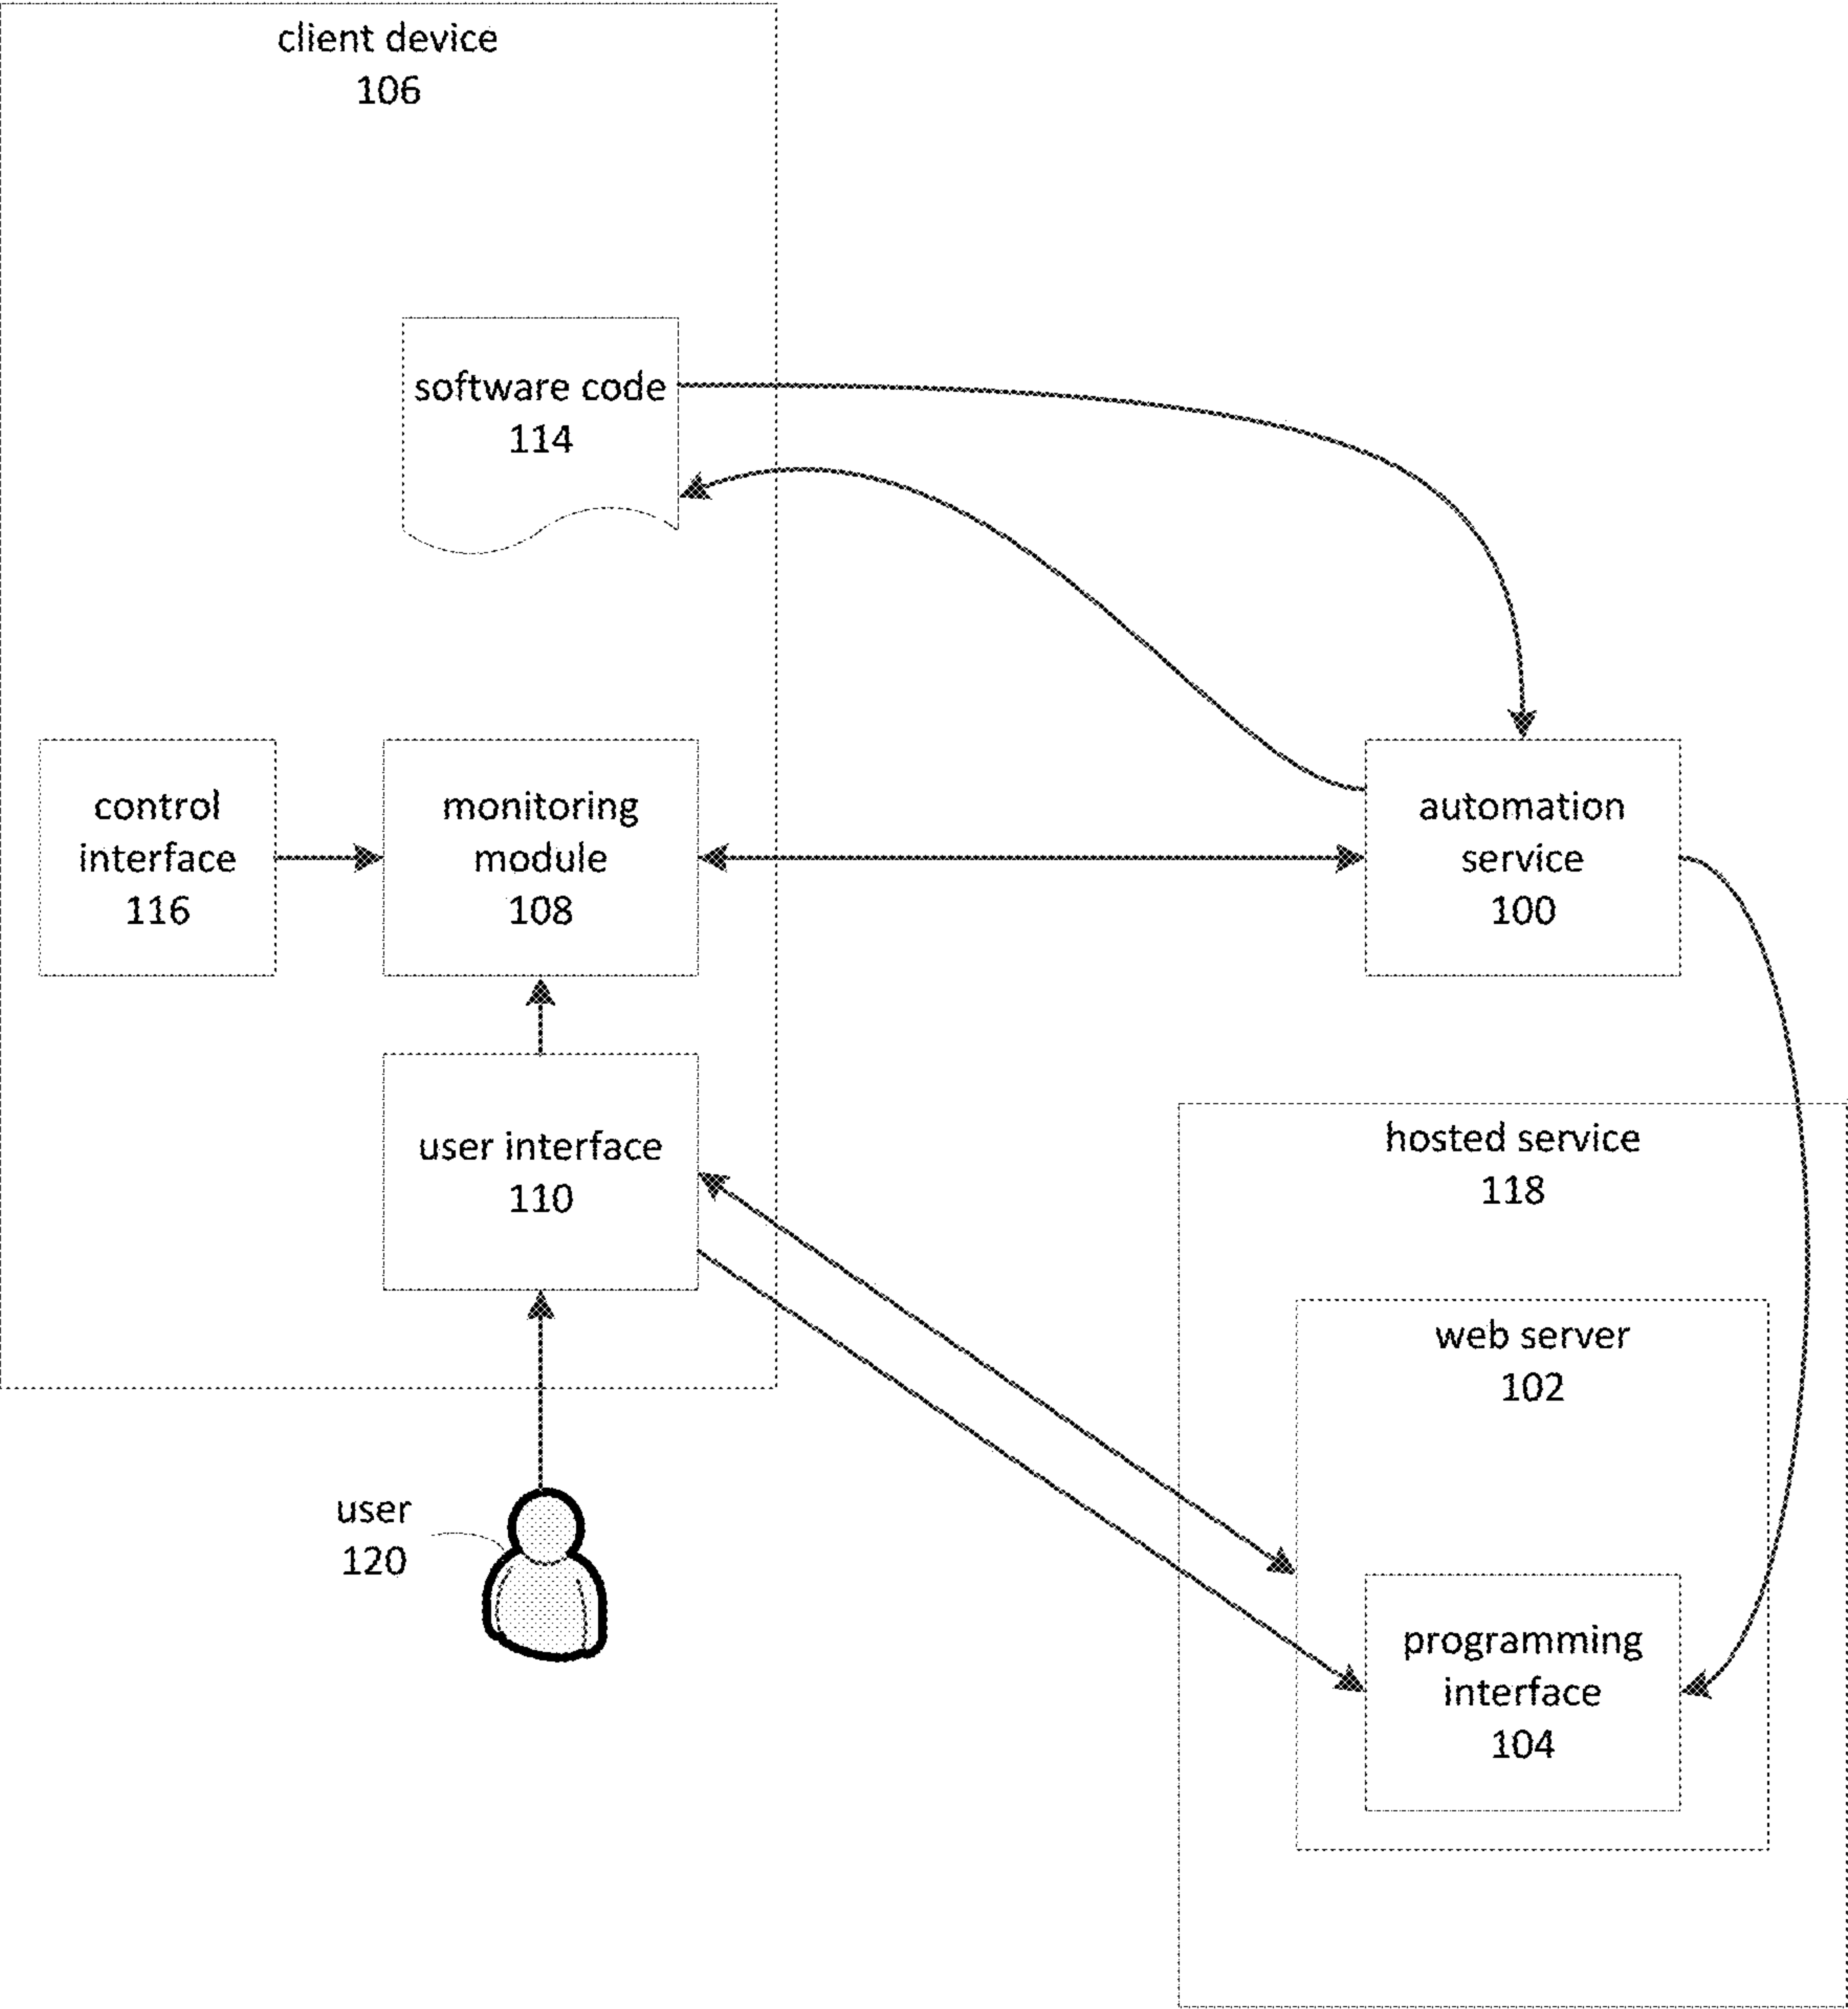 client device
106
software code
114
control
interface
116
monitoring
module
108
automation
service
100
user interface
110
hosted service
118
web server
102
user
120
programming
interface
104